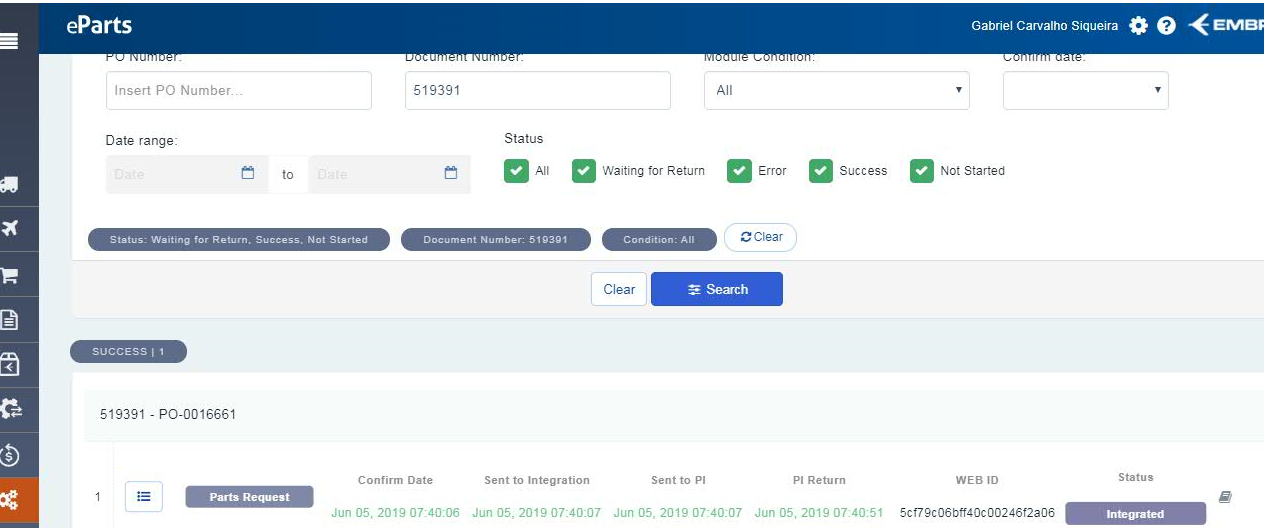 eParts
Gabriel Carvalho Siqueira
EMBR
PO Number:
Document Number:
Module Condition:
Confirm date:
Insert PO Number...
519391
All
Date range:
Status
Date
to
Date
All
Waiting for Return
Error
Success
Not Started
Status: Waiting for Return, Success, Not Started
Document Number: 519391
Condition: All
Clear
Clear
Search
SUCCESS | 1
519391 - PO-0016661
Confirm Date
Sent to Integration
Sent to PI
PI Return
WEB ID
Status
1
Parts Request
Jun 05, 2019 07:40:06
Jun 05, 2019 07:40:07
Jun 05, 2019 07:40:07
Jun 05, 2019 07:40:51
5cf79c06bff40c00246f2a06
Integrated